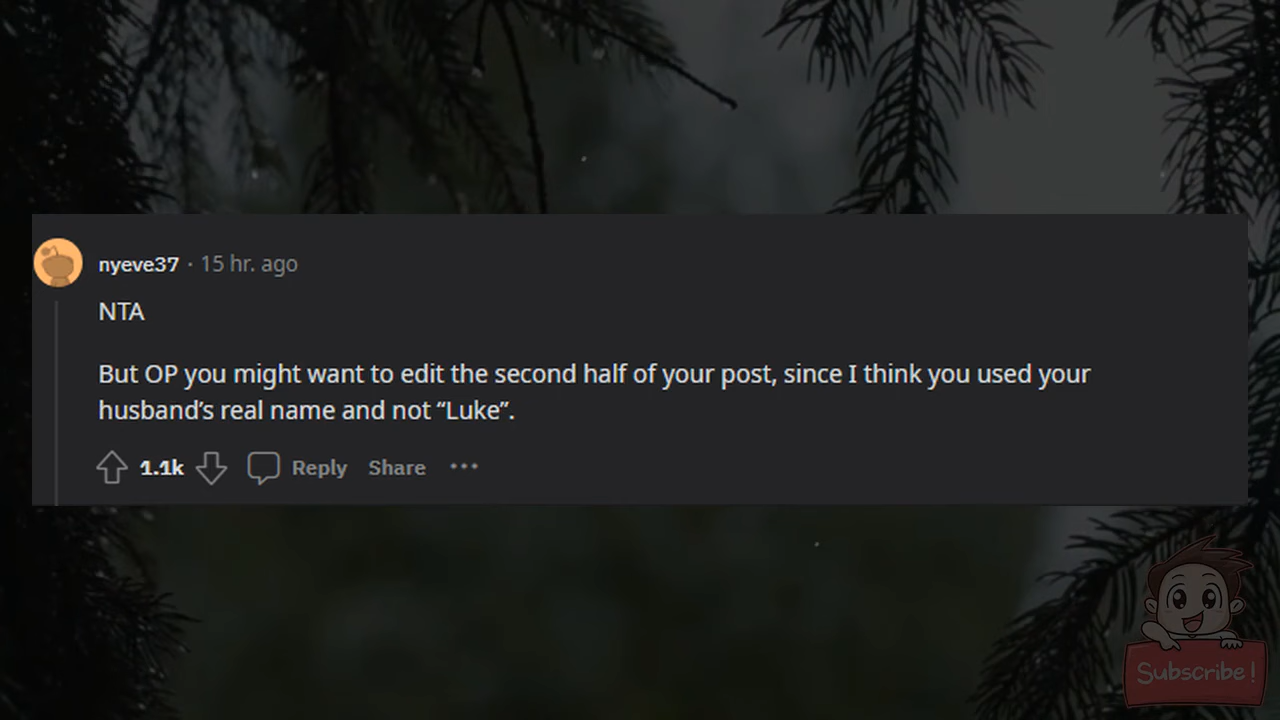 nyeve37 · 15 hr. ago
NTA
But OP you might want to edit the second half of your post, since I think you used your
husband’s real name and not “Luke”.
1.1k Reply Share ···
Subscribe!